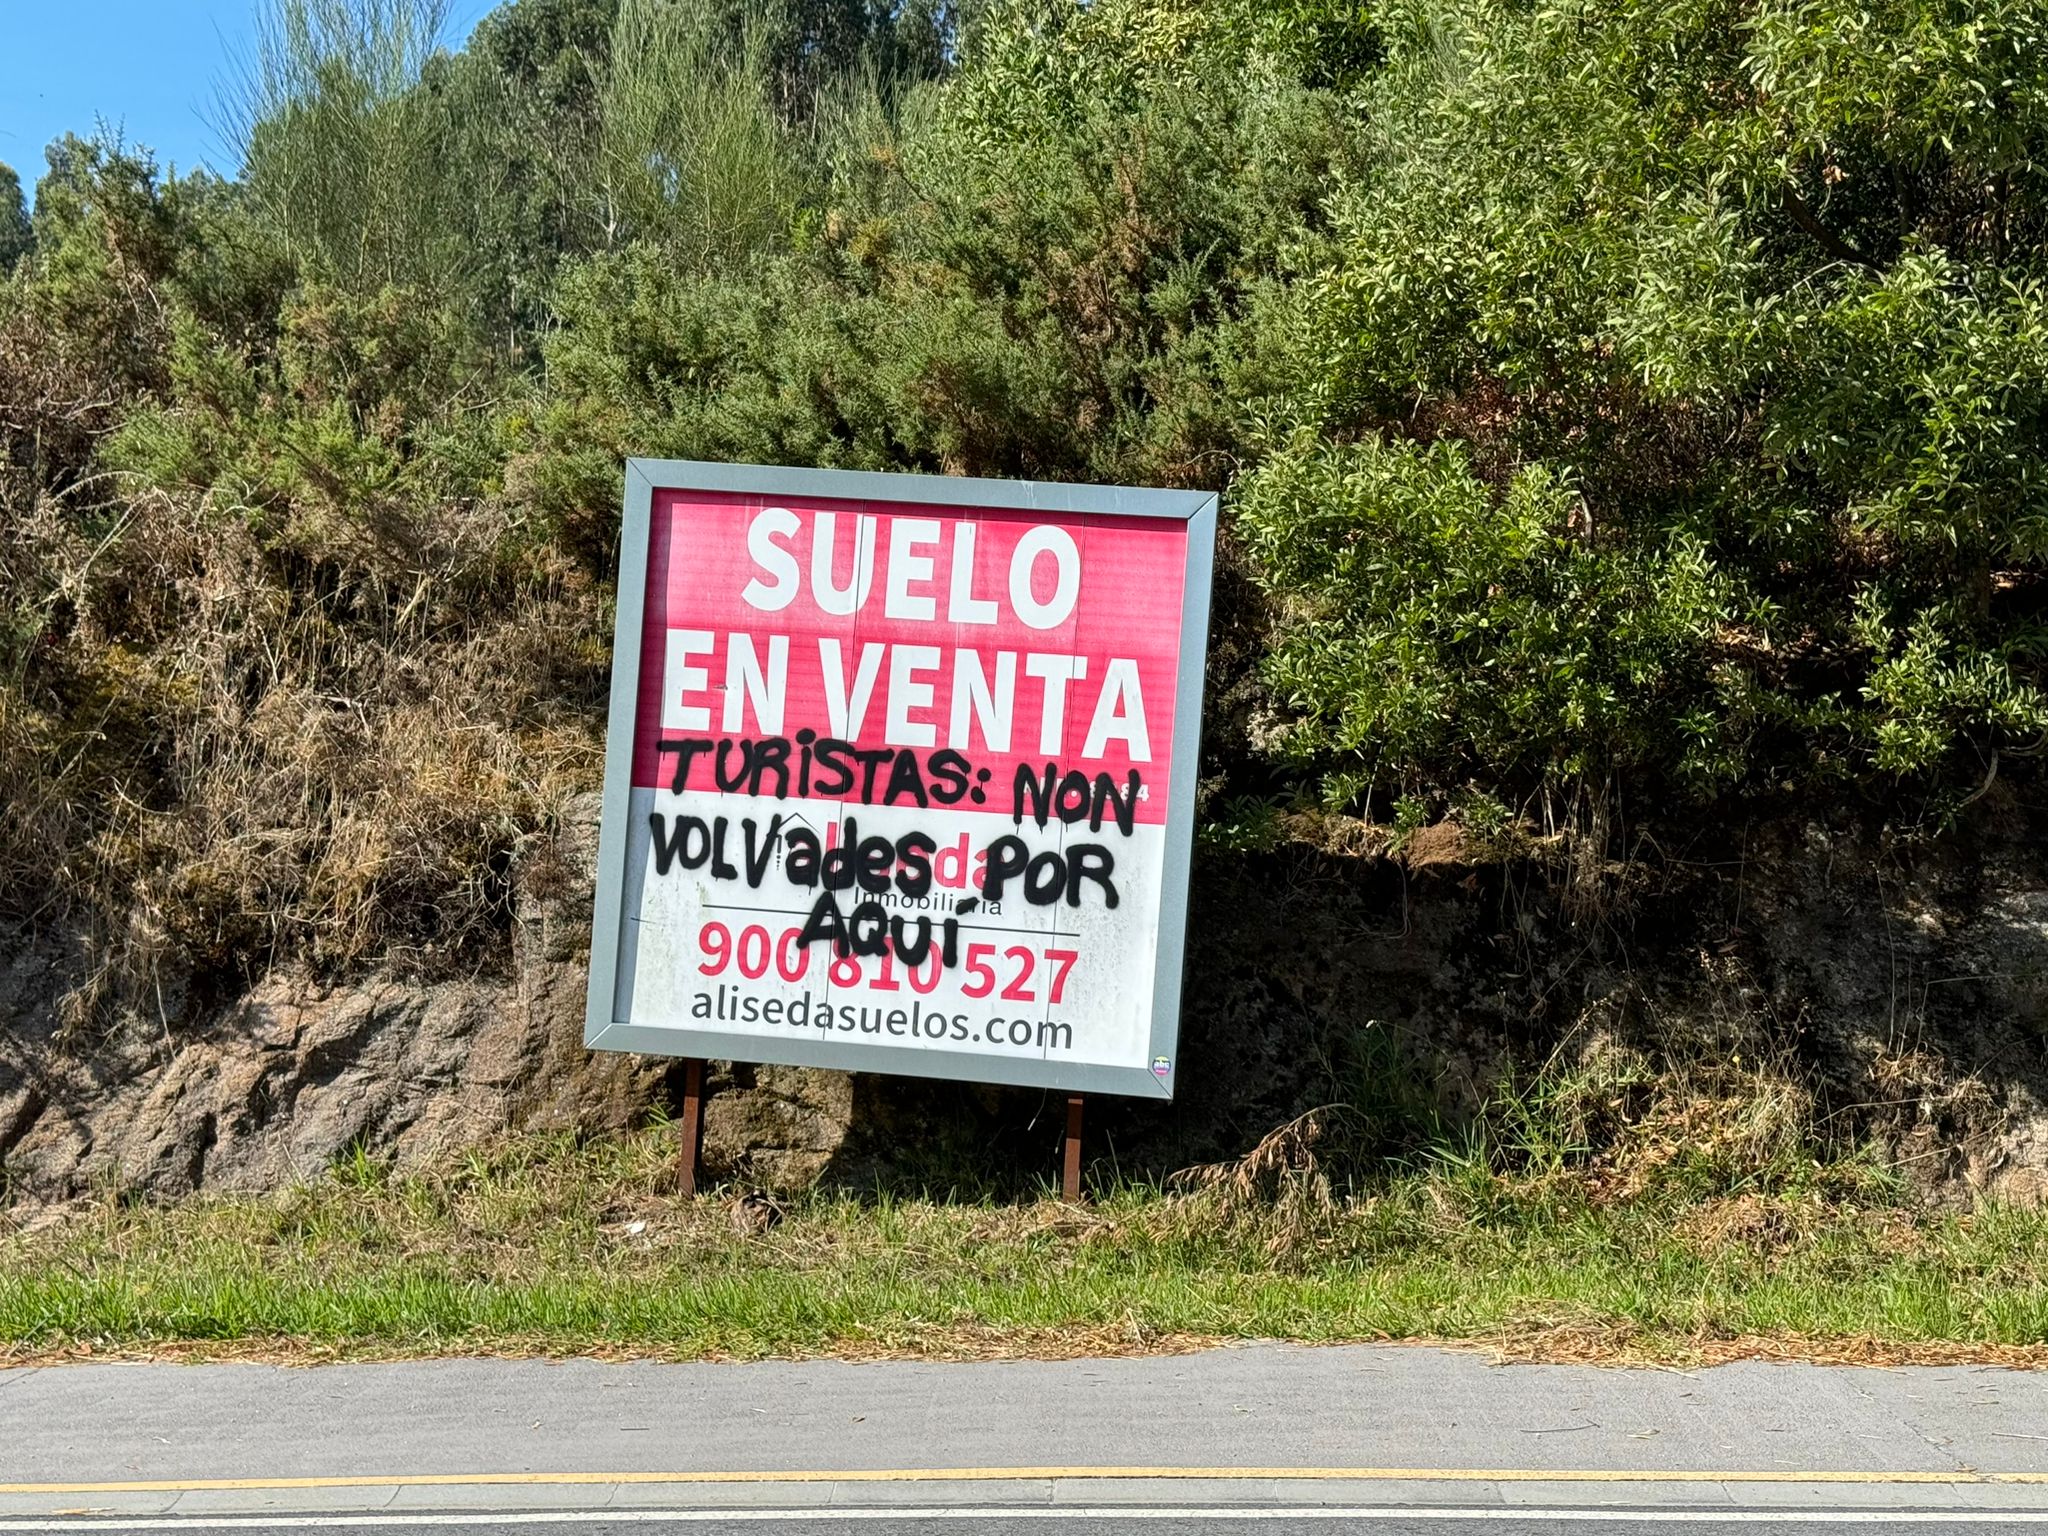 SUELO
EN VENTA
TURISTAS: NON
VOLVades POR
AQUÍ
Inmobiliaria
900 810 527
alisedasuelos.com